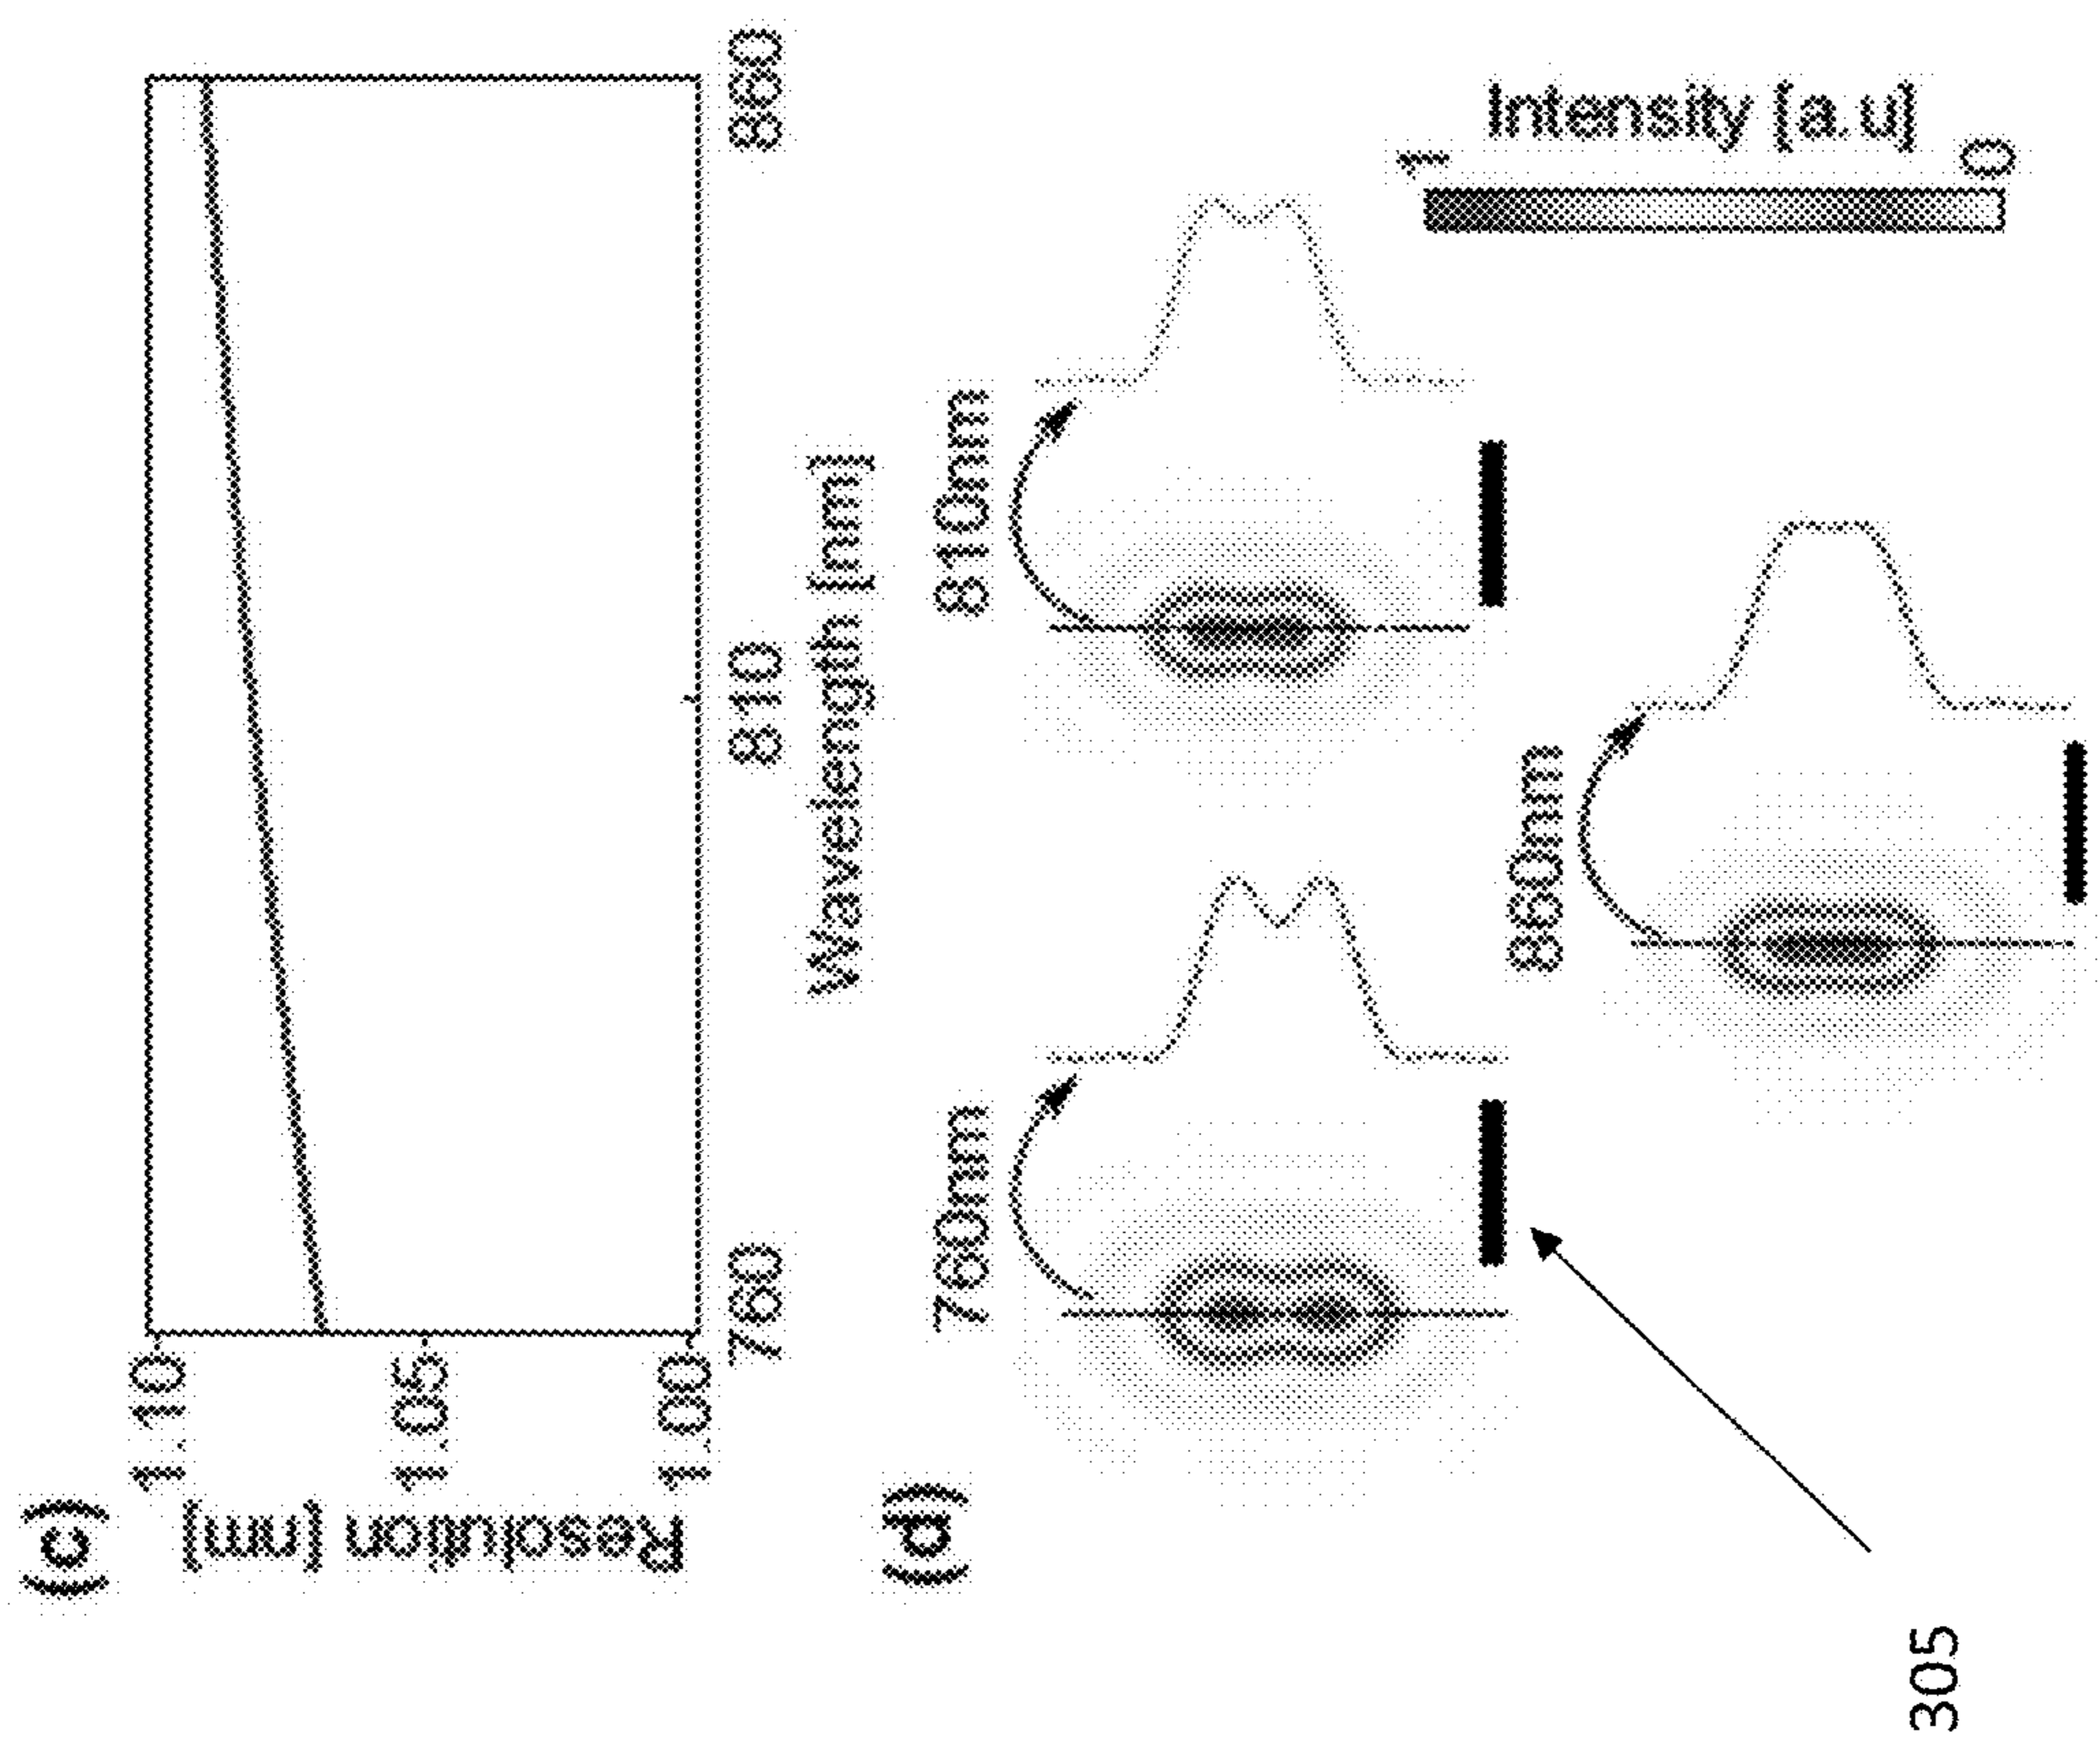 (c)
Resolution [nm]
1.10
1.05
1.00
760
810
860
Wavelength [nm]
(d)
760nm
810nm
860nm
1
Intensity [a.u]
0
305